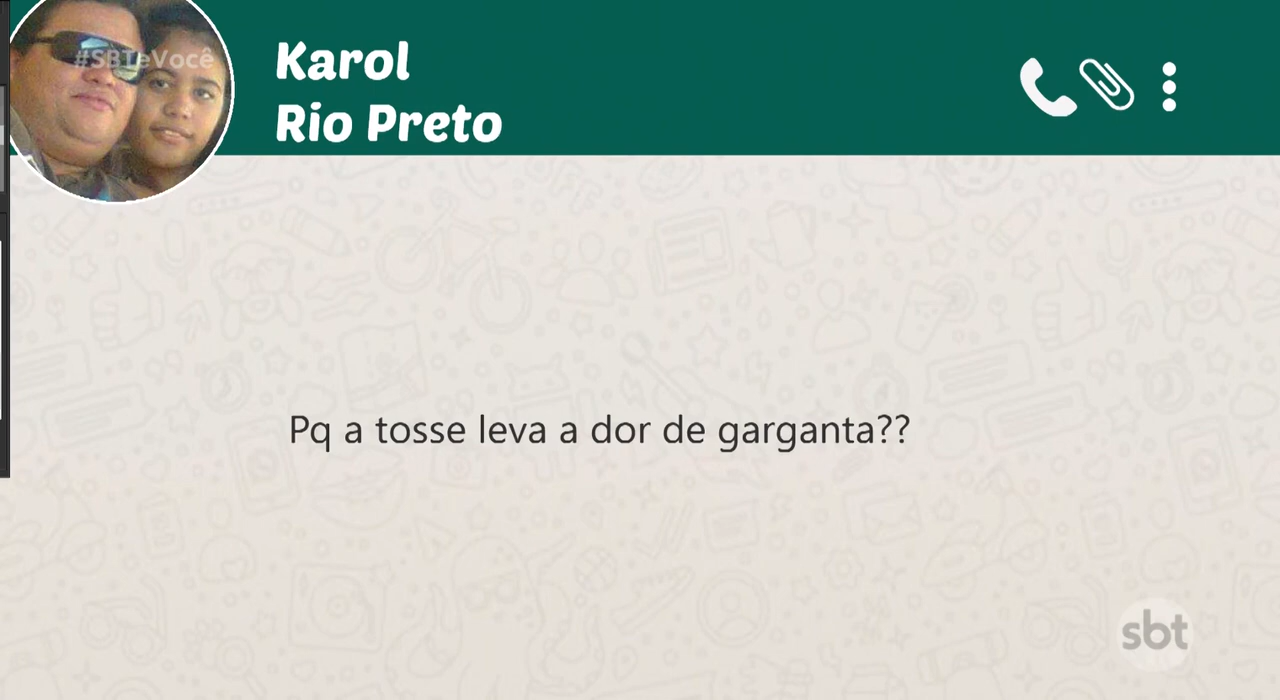 #SBTeVocê
Karol
Rio Preto
Pq a tosse leva a dor de garganta??
sbt